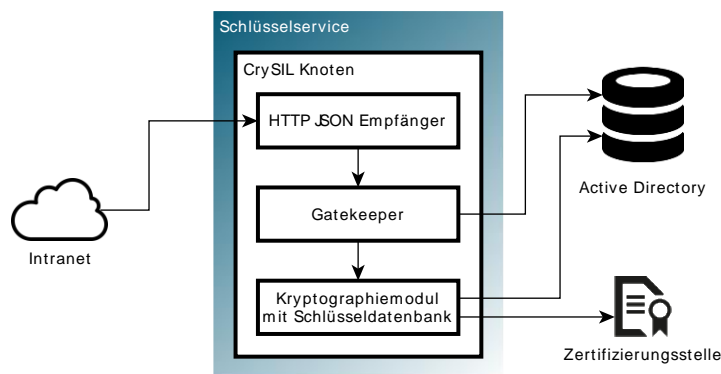 Schlüsselservice
CrySIL Knoten
HTTP JSON Empfänger
Gatekeeper
Kryptographiemodul
mit Schlüsseldatenbank
Intranet
Active Directory
Zertifizierungsstelle